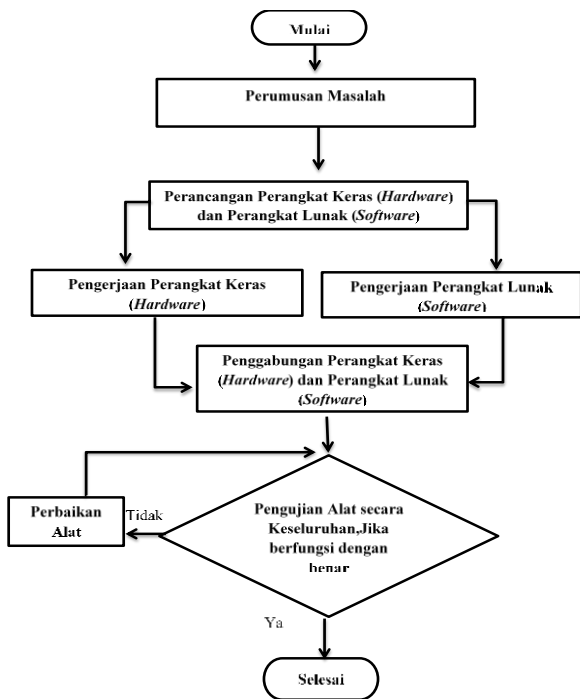 Mulai
Perumusan Masalah
Perancangan Perangkat Keras (Hardware)
dan Perangkat Lunak (Software)
Pengerjaan Perangkat Keras
(Hardware)
Pengerjaan Perangkat Lunak
(Software)
Penggabungan Perangkat Keras
(Hardware) dan Perangkat Lunak
(Software)
Perbaikan
Alat
Tidak
Pengujian Alat secara
Keseluruhan,Jika
berfungsi dengan
benar
Ya
Selesai